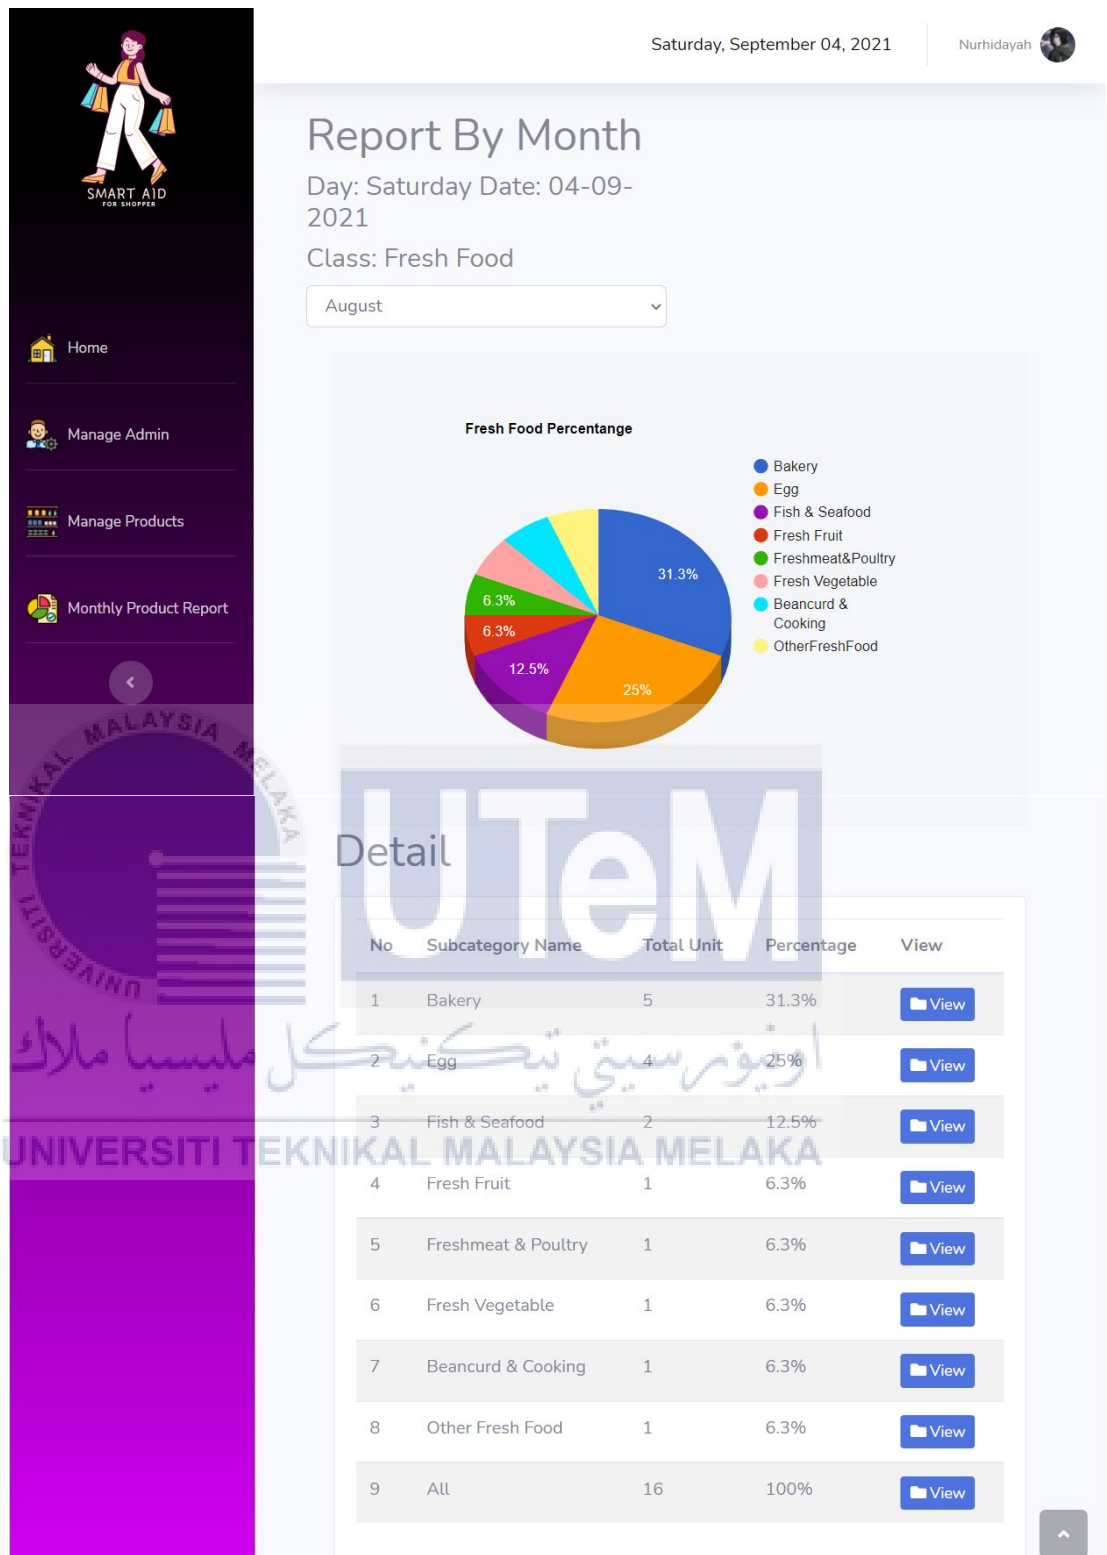 SMART AID
FOR SHOPPER
Home
Manage Admin
Manage Products
Monthly Product Report
Saturday, September 04, 2021
Nurhidayah
Report By Month
Day: Saturday Date: 04-09-
2021
Class: Fresh Food
August
Fresh Food Percentange
Bakery
Egg
Fish & Seafood
Fresh Fruit
Freshmeat&Poultry
Fresh Vegetable
Beancurd &
Cooking
OtherFreshFood
31.3%
25%
12.5%
6.3%
6.3%
UNIVERSITI TEKNIKAL MALAYSIA MELAKA
UTeM
Detail
No Subcategory Name Total Unit Percentage View
1 Bakery 5 31.3% View
2 Egg 4 25% View
3 Fish & Seafood 2 12.5% View
4 Fresh Fruit 1 6.3% View
5 Freshmeat & Poultry 1 6.3% View
6 Fresh Vegetable 1 6.3% View
7 Beancurd & Cooking 1 6.3% View
8 Other Fresh Food 1 6.3% View
9 All 16 100% View
اونيۏرسيتي تيكنيكل مليسيا ملاك
UNIVERSITI TEKNIKAL MALAYSIA MELAKA